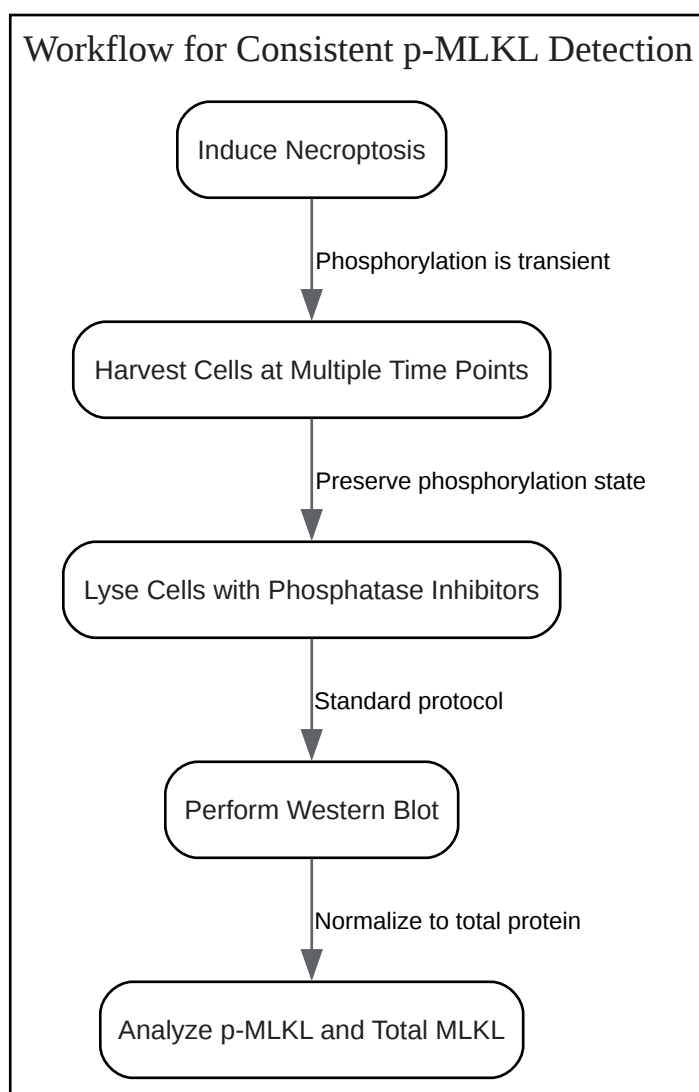 Workflow for Consistent p-MLKL Detection
Induce Necroptosis
Phosphorylation is transient
Harvest Cells at Multiple Time Points
Preserve phosphorylation state
Lyse Cells with Phosphatase Inhibitors
Standard protocol
Perform Western Blot
Normalize to total protein
Analyze p-MLKL and Total MLKL